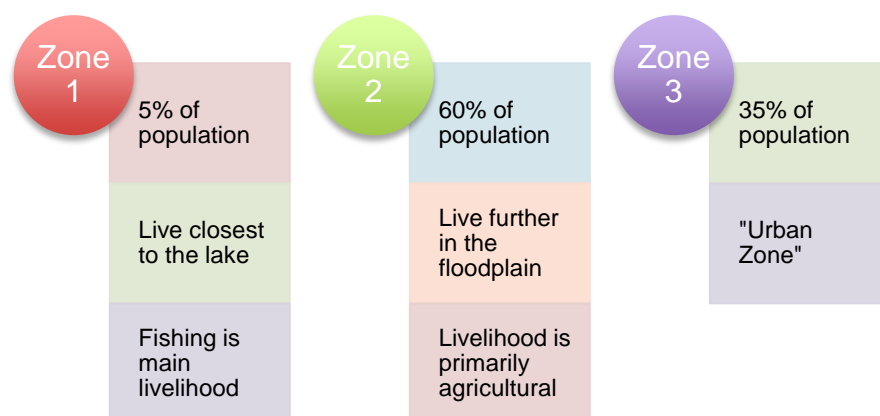 Zone
1
5% of
population
Live closest
to the lake
Fishing is
main
livelihood
Zone
2
60% of
population
Live further
in the
floodplain
Livelihood is
primarily
agricultural
Zone
3
35% of
population
"Urban
Zone"